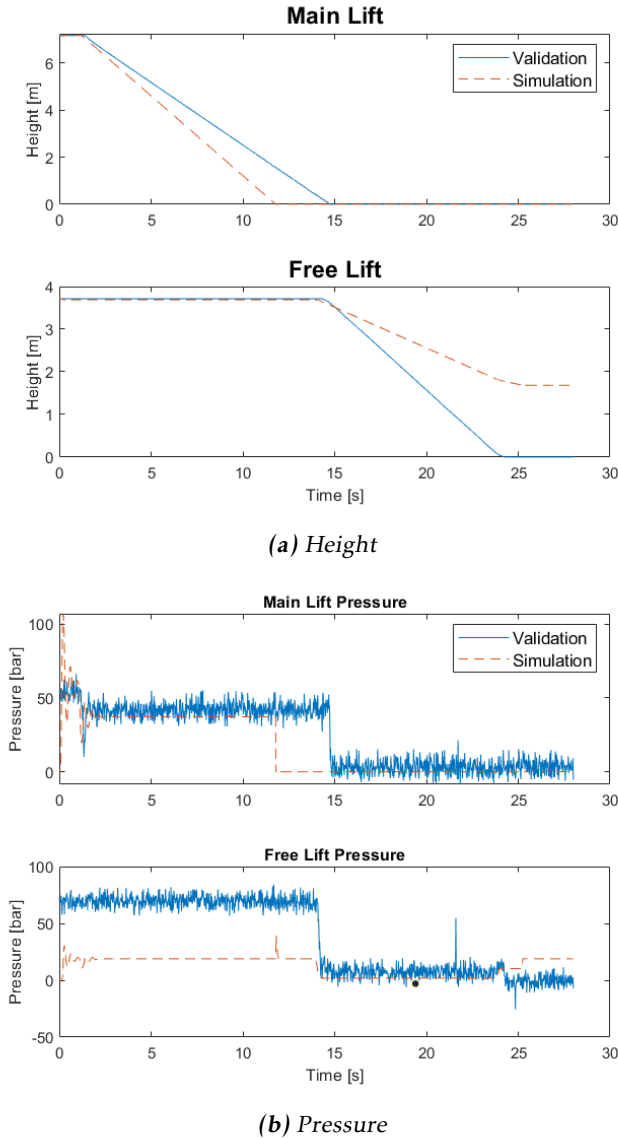 Main Lift
Height [m]
6
4
2
0
0 5 10 15 20 25 30
Validation
Simulation
Free Lift
Height [m]
4
3
2
1
0
0 5 10 15 20 25 30
Time [s]
(a) Height
Main Lift Pressure
Pressure [bar]
100
50
0
0 5 10 15 20 25 30
Validation
Simulation
Free Lift Pressure
Pressure [bar]
100
50
0
-50
0 5 10 15 20 25 30
Time [s]
(b) Pressure